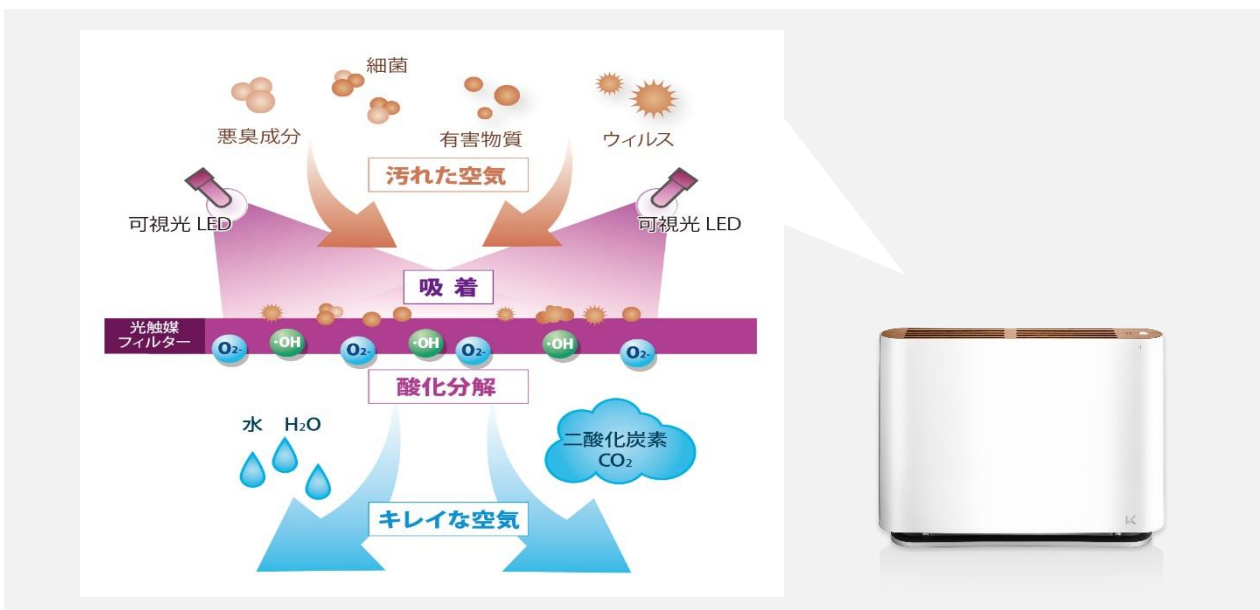 細菌
悪臭成分
有害物質
ウィルス
汚れた空気
可視光 LED
可視光 LED
吸着
光触媒
フィルター
O2-
・OH
O2-
・OH
O2-
・OH
O2-
酸化分解
水 H2O
二酸化炭素
CO2
キレイな空気